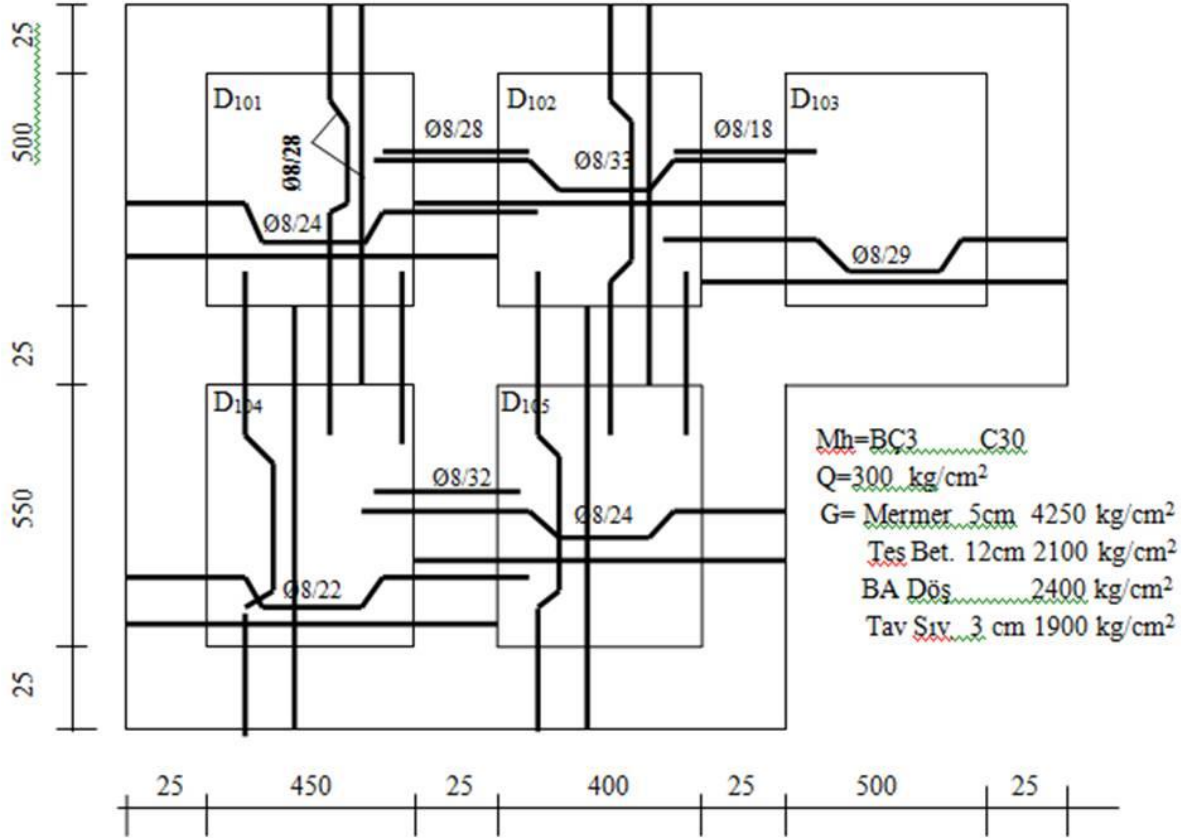 25
500
25
550
25
D101
D102
D103
Ø8/28
Ø8/18
Ø8/28
Ø8/33
Ø8/24
Ø8/29
D104
D105
Ø8/32
Ø8/24
Ø8/22
Mh=BÇ3 C30
Q=300 kg/cm2
G= Mermer 5cm 4250 kg/cm2
Tes Bet. 12cm 2100 kg/cm2
BA Döş 2400 kg/cm2
Tav Sıv. 3 cm 1900 kg/cm2
25 450 25 400 25 500 25